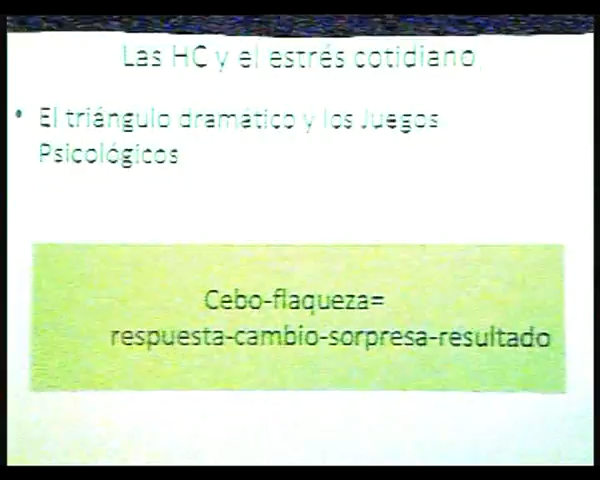 Las HC y el estrés cotidiano
• El triángulo dramático y los Juegos
Psicológicos
Cebo-flaqueza=
respuesta-cambio-sorpresa-resultado